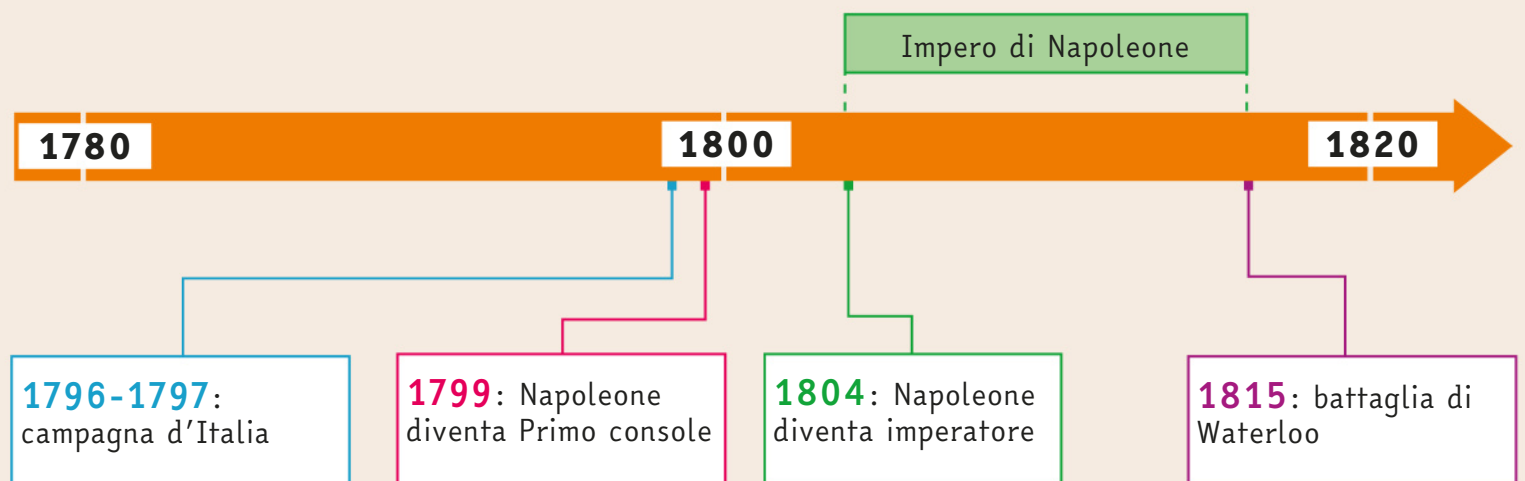 Impero di Napoleone
1780
1800
1820
1796-1797:
campagna d'Italia
1799: Napoleone
diventa Primo console
1804: Napoleone
diventa imperatore
1815: battaglia di
Waterloo